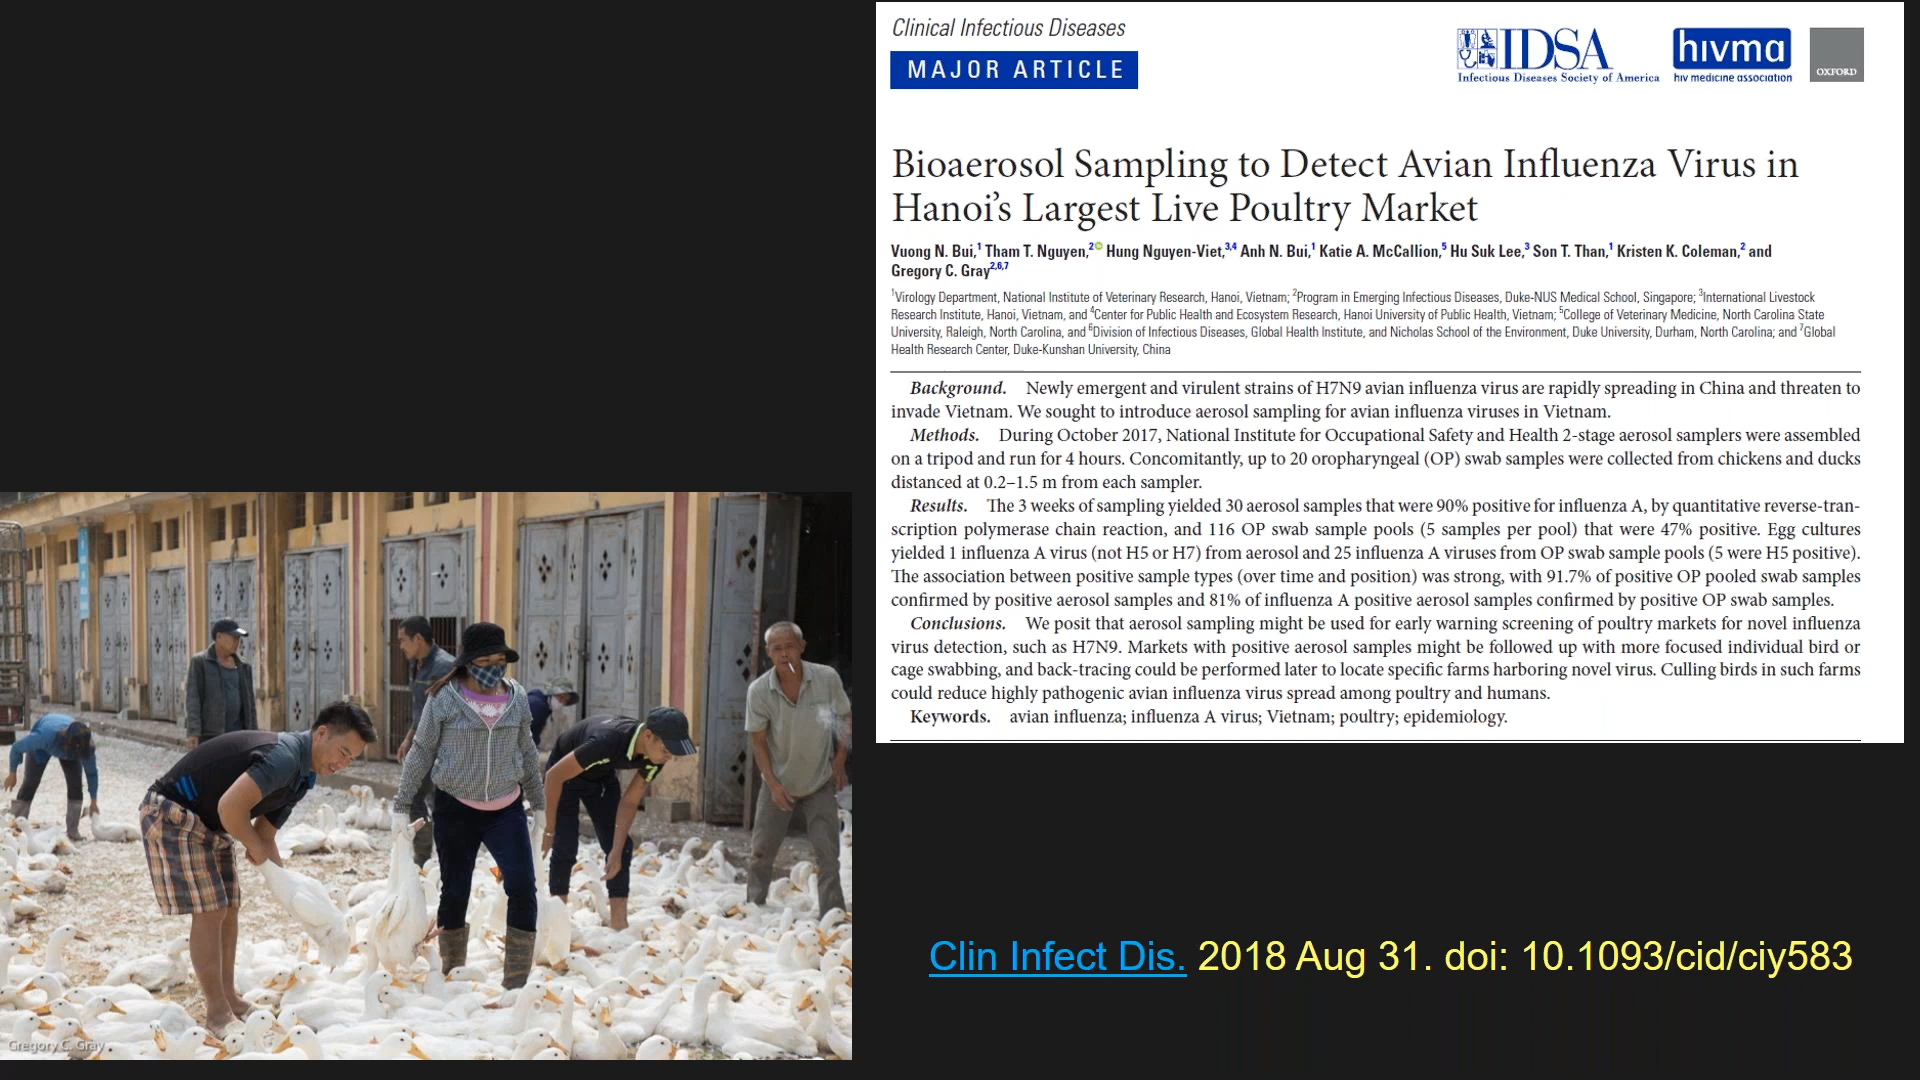 Clinical Infectious Diseases
MAJOR ARTICLE
IDSA
Infectious Diseases Society of America
hivma
hiv medicine association
OXFORD
Bioaerosol Sampling to Detect Avian Influenza Virus in
Hanoi’s Largest Live Poultry Market
Vuong N. Bui,1 Tham T. Nguyen,2 Hung Nguyen-Viet,3,4 Anh N. Bui,1 Katie A. McCallion,5 Hu Suk Lee,3 Son T. Than,1 Kristen K. Coleman,2 and
Gregory C. Gray2,6,7
1Virology Department, National Institute of Veterinary Research, Hanoi, Vietnam; 2Program in Emerging Infectious Diseases, Duke-NUS Medical School, Singapore; 3International Livestock
Research Institute, Hanoi, Vietnam, and 4Center for Public Health and Ecosystem Research, Hanoi University of Public Health, Vietnam; 5College of Veterinary Medicine, North Carolina State
University, Raleigh, North Carolina, and 6Division of Infectious Diseases, Global Health Institute, and Nicholas School of the Environment, Duke University, Durham, North Carolina; and 7Global
Health Research Center, Duke-Kunshan University, China
Background. Newly emergent and virulent strains of H7N9 avian influenza virus are rapidly spreading in China and threaten to
invade Vietnam. We sought to introduce aerosol sampling for avian influenza viruses in Vietnam.
Methods. During October 2017, National Institute for Occupational Safety and Health 2-stage aerosol samplers were assembled
on a tripod and run for 4 hours. Concomitantly, up to 20 oropharyngeal (OP) swab samples were collected from chickens and ducks
distanced at 0.2–1.5 m from each sampler.
Results. The 3 weeks of sampling yielded 30 aerosol samples that were 90% positive for influenza A, by quantitative reverse-tran-
scription polymerase chain reaction, and 116 OP swab sample pools (5 samples per pool) that were 47% positive. Egg cultures
yielded 1 influenza A virus (not H5 or H7) from aerosol and 25 influenza A viruses from OP swab sample pools (5 were H5 positive).
The association between positive sample types (over time and position) was strong, with 91.7% of positive OP pooled swab samples
confirmed by positive aerosol samples and 81% of influenza A positive aerosol samples confirmed by positive OP swab samples.
Conclusions. We posit that aerosol sampling might be used for early warning screening of poultry markets for novel influenza
virus detection, such as H7N9. Markets with positive aerosol samples might be followed up with more focused individual bird or
cage swabbing, and back-tracing could be performed later to locate specific farms harboring novel virus. Culling birds in such farms
could reduce highly pathogenic avian influenza virus spread among poultry and humans.
Keywords. avian influenza; influenza A virus; Vietnam; poultry; epidemiology.
Clin Infect Dis. 2018 Aug 31. doi: 10.1093/cid/ciy583
Gregory C. Gray